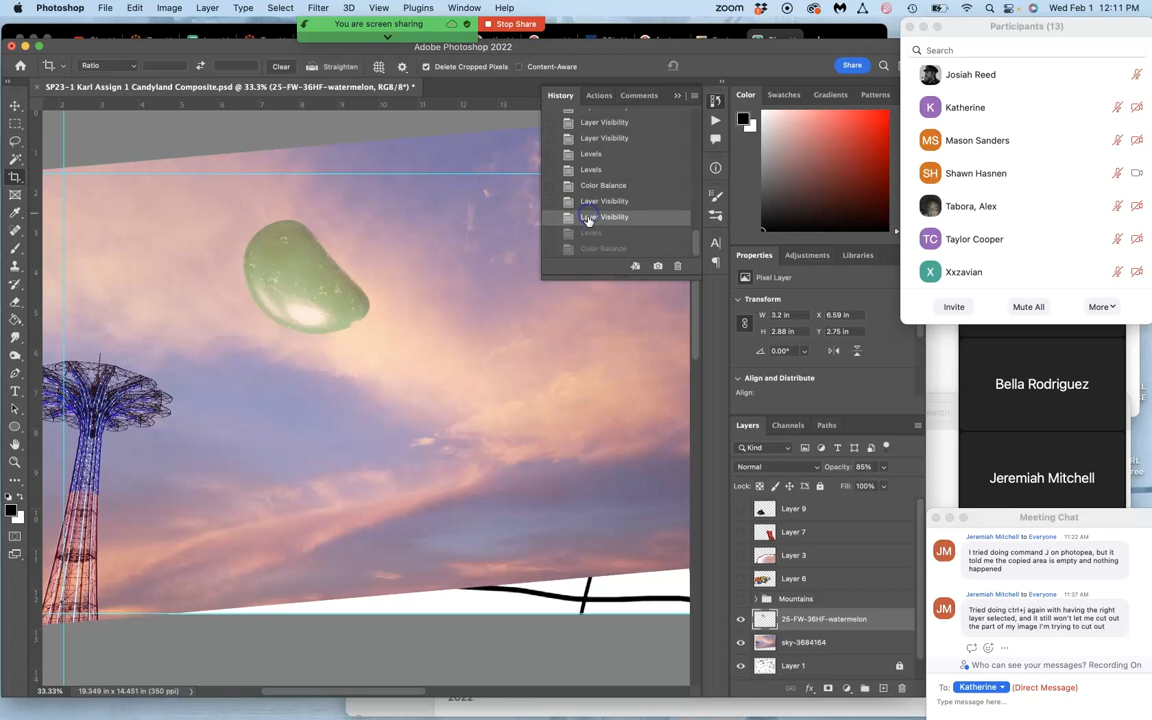 Photoshop File Edit Image Layer Type Select Filter 3D View Plugins Window Help
zoom
Wed Feb 1 12:11 PM
You are screen sharing
Stop Share
Adobe Photoshop 2022
Ratio
Clear
Straighten
Delete Cropped Pixels
Content-Aware
Share
SP23-1 Karl Assign 1 Candyland Composite.psd @ 33.3% (25-FW-36HF-watermelon, RGB/8*) *
History
Actions
Comments
Layer Visibility
Layer Visibility
Levels
Levels
Color Balance
Layer Visibility
Layer Visibility
Levels
Color Balance
Color
Swatches
Gradients
Patterns
Properties
Adjustments
Libraries
Pixel Layer
Transform
W: 3.2 in
X: 6.59 in
H: 2.88 in
Y: 2.75 in
0.00°
Align and Distribute
Align:
Layers
Channels
Paths
Kind
Normal
Opacity: 85%
Lock:
Fill: 100%
Layer 9
Layer 7
Layer 3
Layer 6
Mountains
25-FW-36HF-watermelon
sky-3684164
Layer 1
33.33%
19.349 in x 14.451 in (350 ppi)
2022
Participants (13)
Search
Josiah Reed
K
Katherine
MS
Mason Sanders
SH
Shawn Hasnen
Tabora, Alex
TC
Taylor Cooper
X
Xxzavian
Invite
Mute All
More
Bella Rodriguez
Jeremiah Mitchell
Meeting Chat
Jeremiah Mitchell to Everyone 11:22 AM
JM
I tried doing command J on photopea, but it
told me the copied area is empty and nothing
happened
Jeremiah Mitchell to Everyone 11:37 AM
JM
Tried doing ctrl+j again with having the right
layer selected, and it still won't let me cut out
the part of my image I'm trying to cut out
Who can see your messages? Recording On
To: Katherine (Direct Message)
Type message here...